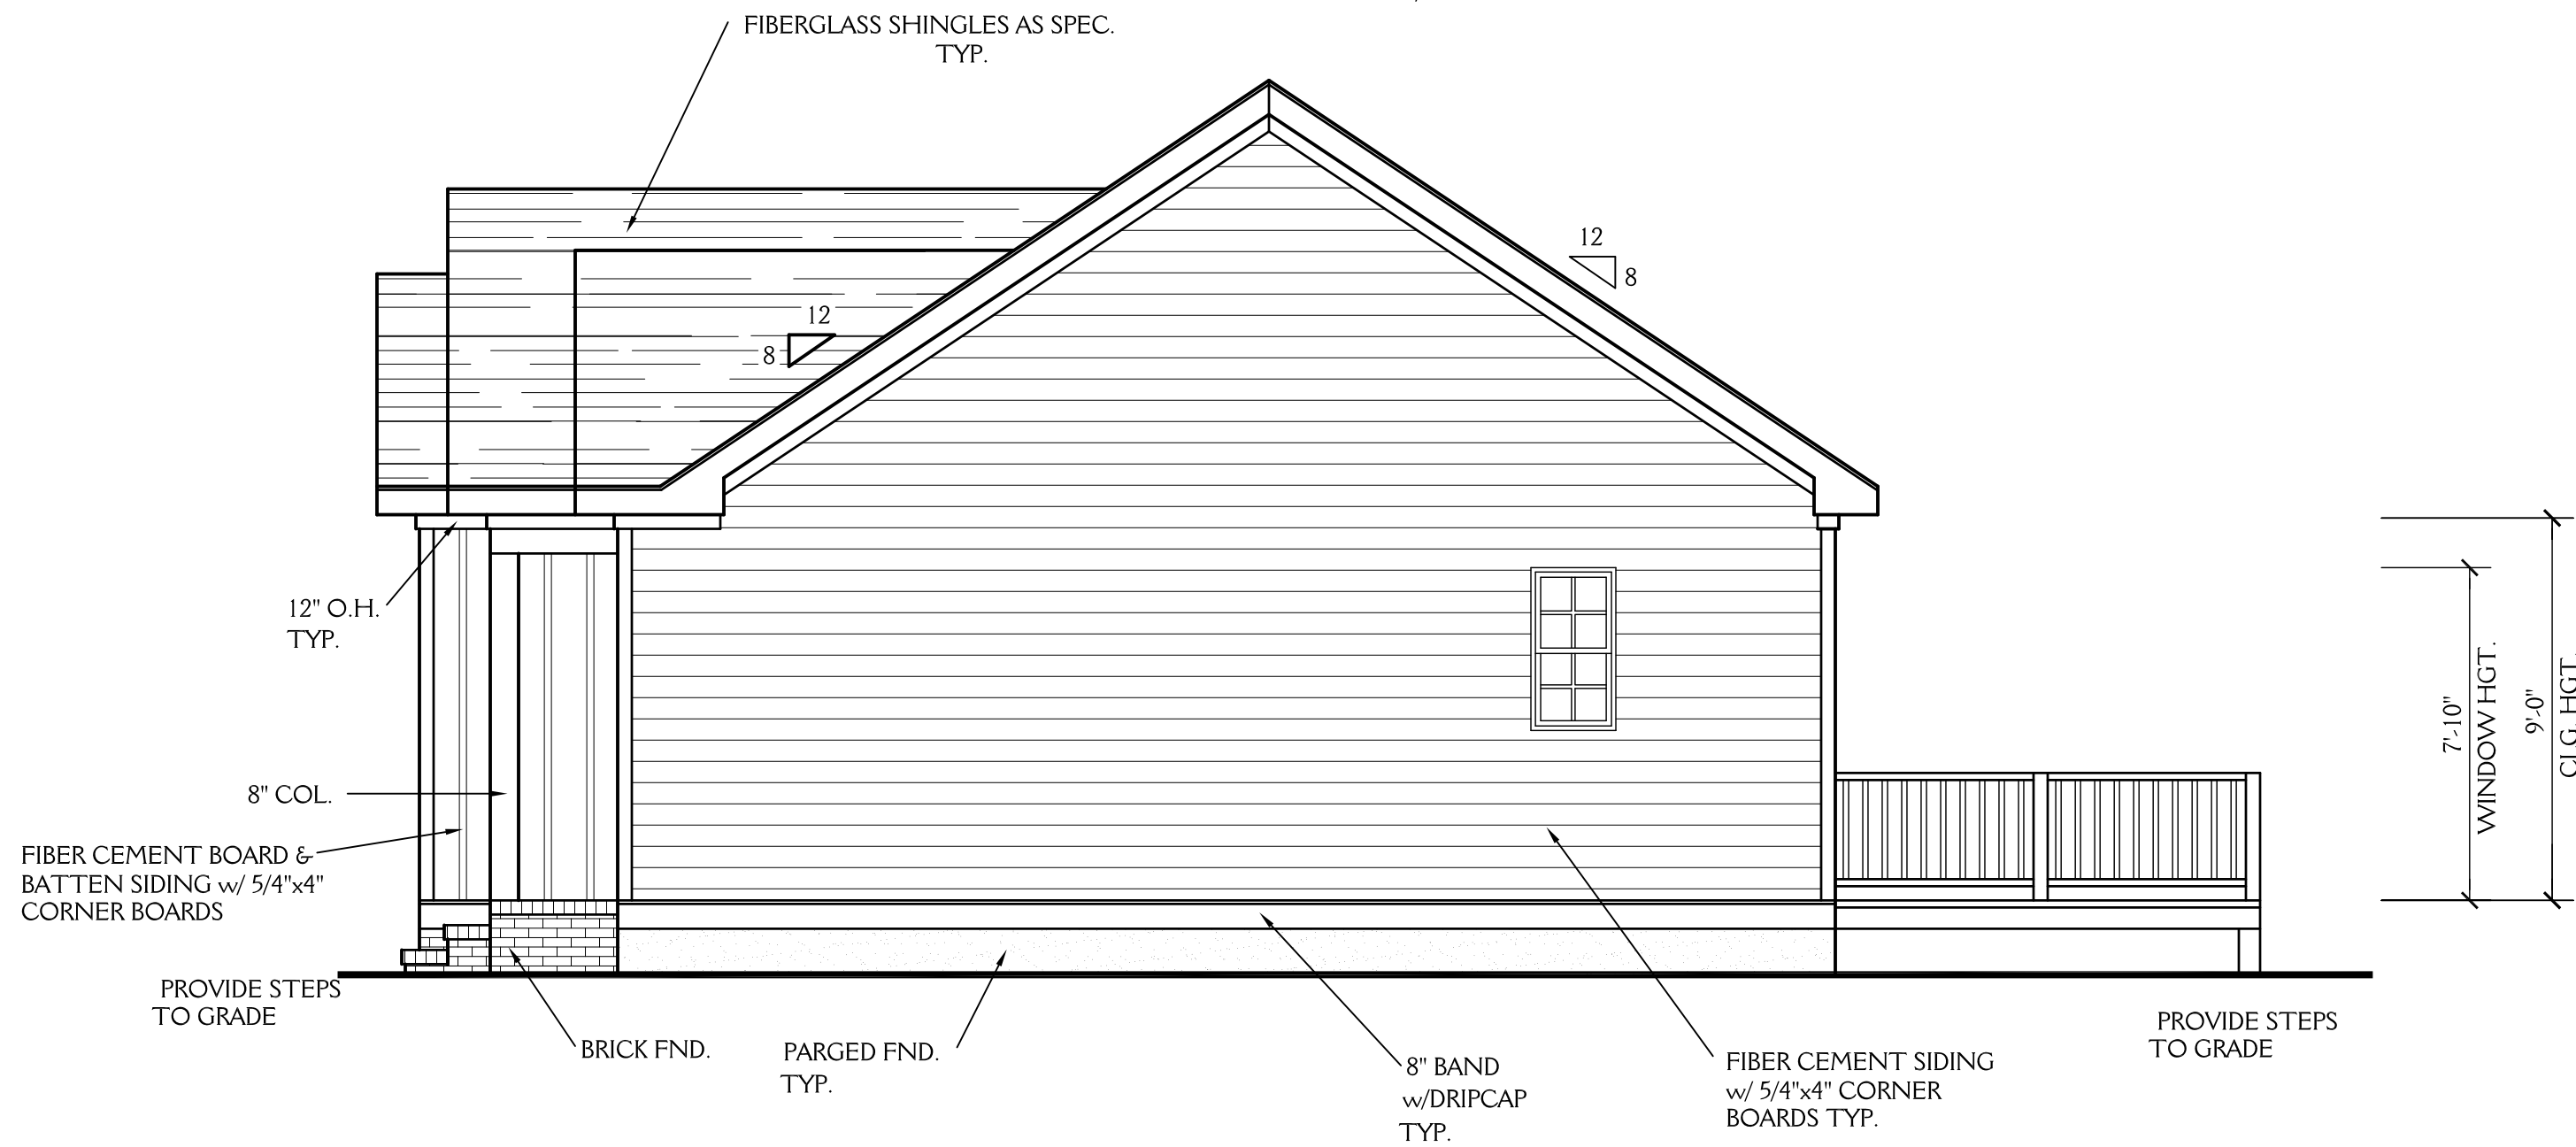 FIBERGLASS SHINGLES AS SPEC.
TYP.
12
8
12
8
12" O.H.
TYP.
8" COL.
FIBER CEMENT BOARD &
BATTEN SIDING w/ 5/4"x4"
CORNER BOARDS
PROVIDE STEPS
TO GRADE
BRICK FND.
PARGED FND.
TYP.
8" BAND
w/DRIPCAP
TYP.
FIBER CEMENT SIDING
w/ 5/4"x4" CORNER
BOARDS TYP.
PROVIDE STEPS
TO GRADE
7'-10"
WINDOW HGT.
9'-0"
CLG. HGT.